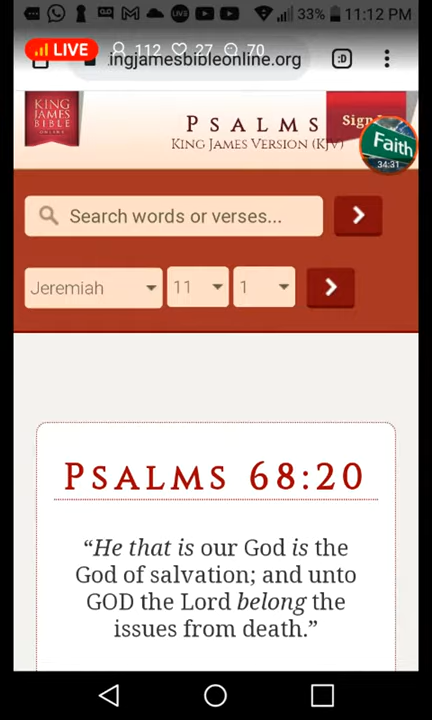 33% 11:12 PM
LIVE 112 27 70
ingjamesbibleonline.org :D
KING
JAMES
BIBLE
ONLINE
PSALMS
KING JAMES VERSION (KJV)
Sign
Faith
34:31
Search words or verses...
Jeremiah 11 1
PSALMS 68:20
“He that is our God is the
God of salvation; and unto
GOD the Lord belong the
issues from death.”